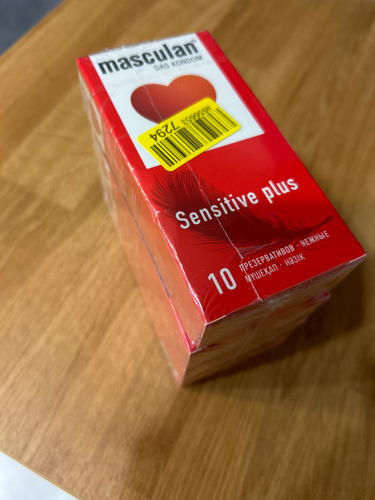 masculan®
DAS KONDOM
7294
Sensitive plus
10
ПРЕЗЕРВАТИВОВ · НЕЖНЫЕ
МҮШЕҚАП · НӘЗІК